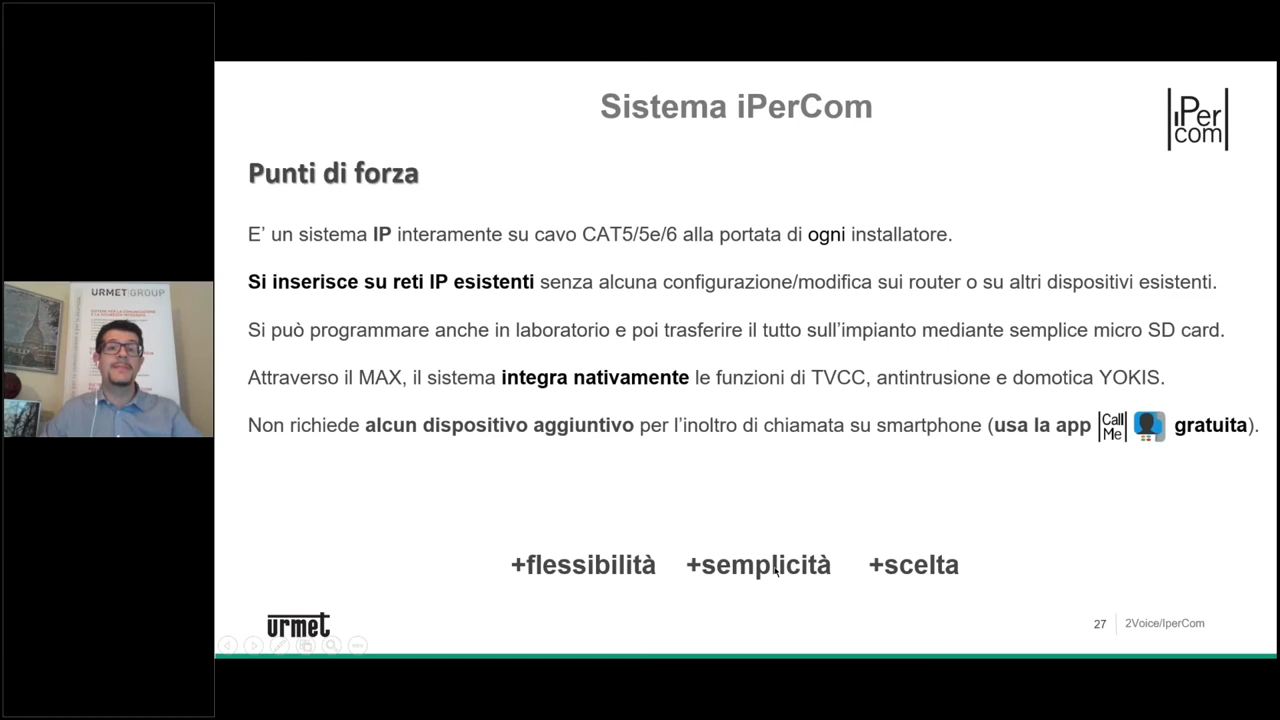 Sistema iPerCom
iPer
com
Punti di forza
E' un sistema IP interamente su cavo CAT5/5e/6 alla portata di ogni installatore.
Si inserisce su reti IP esistenti senza alcuna configurazione/modifica sui router o su altri dispositivi esistenti.
Si può programmare anche in laboratorio e poi trasferire il tutto sull'impianto mediante semplice micro SD card.
Attraverso il MAX, il sistema integra nativamente le funzioni di TVCC, antintrusione e domotica YOKIS.
Non richiede alcun dispositivo aggiuntivo per l'inoltro di chiamata su smartphone (usa la app Call Me gratuita).
+flessibilità +semplicità +scelta
urmet
27 2Voice/IperCom
URMET GROUP